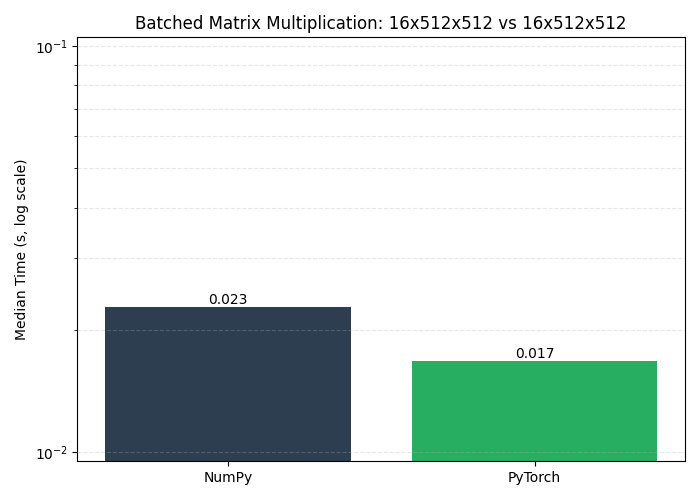 Batched Matrix Multiplication: 16x512x512 vs 16x512x512
10⁻¹
Median Time (s, log scale)
0.023
0.017
10⁻²
NumPy
PyTorch